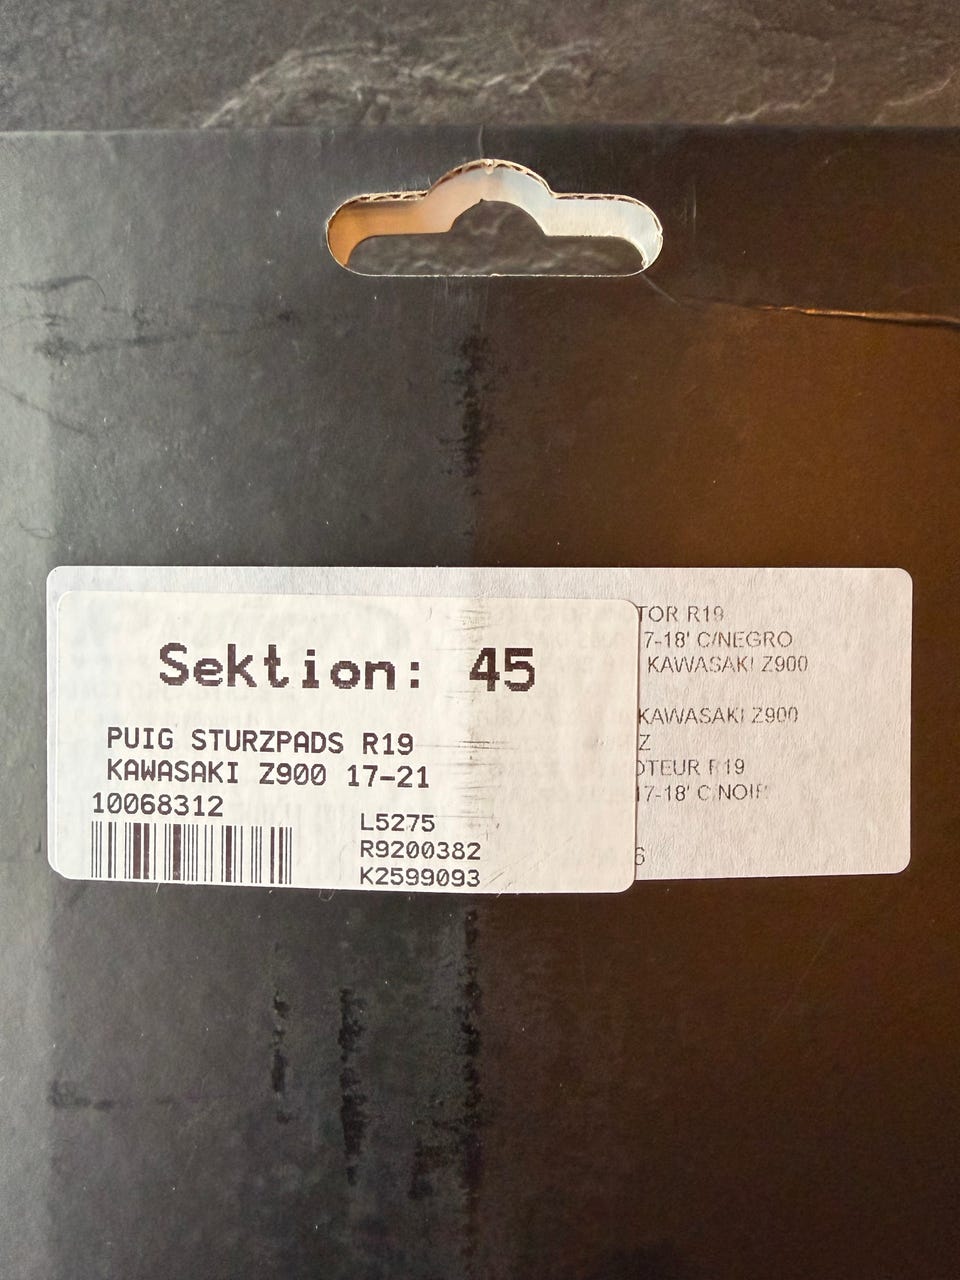 Sektion: 45
PUIG STURZPADS R19
KAWASAKI Z900 17-21
10068312
L5275
R9200382
K2599093
TOR R19
7-18' C/NEGRO
KAWASAKI Z900
KAWASAKI Z900
Z
OTEUR R19
17-18' C/NOIR
6